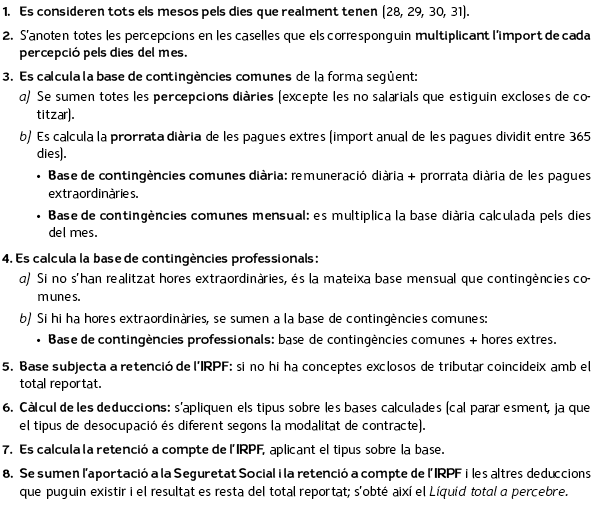 1. Es consideren tots els mesos pels dies que realment tenen (28, 29, 30, 31).
2. S'anoten totes les percepcions en les caselles que els corresponguin multiplicant l'import de cada
percepció pels dies del mes.
3. Es calcula la base de contingències comunes de la forma següent:
a) Se sumen totes les percepcions diàries (excepte les no salarials que estiguin excloses de co-
titzar).
b) Es calcula la prorrata diària de les pagues extres (import anual de les pagues dividit entre 365
dies).
• Base de contingències comunes diària: remuneració diària + prorrata diària de les pagues
extraordinàries.
• Base de contingències comunes mensual: es multiplica la base diària calculada pels dies
del mes.
4. Es calcula la base de contingències professionals:
a) Si no s'han realitzat hores extraordinàries, és la mateixa base mensual que contingències co-
munes.
b) Si hi ha hores extraordinàries, se sumen a la base de contingències comunes:
• Base de contingències professionals: base de contingències comunes + hores extres.
5. Base subjecta a retenció de l'IRPF: si no hi ha conceptes exclosos de tributar coincideix amb el
total reportat.
6. Càlcul de les deduccions: s'apliquen els tipus sobre les bases calculades (cal parar esment, ja que
el tipus de desocupació és diferent segons la modalitat de contracte).
7. Es calcula la retenció a compte de l'IRPF, aplicant el tipus sobre la base.
8. Se sumen l'aportació a la Seguretat Social i la retenció a compte de l'IRPF i les altres deduccions
que puguin existir i el resultat es resta del total reportat; s'obté així el Líquid total a percebre.